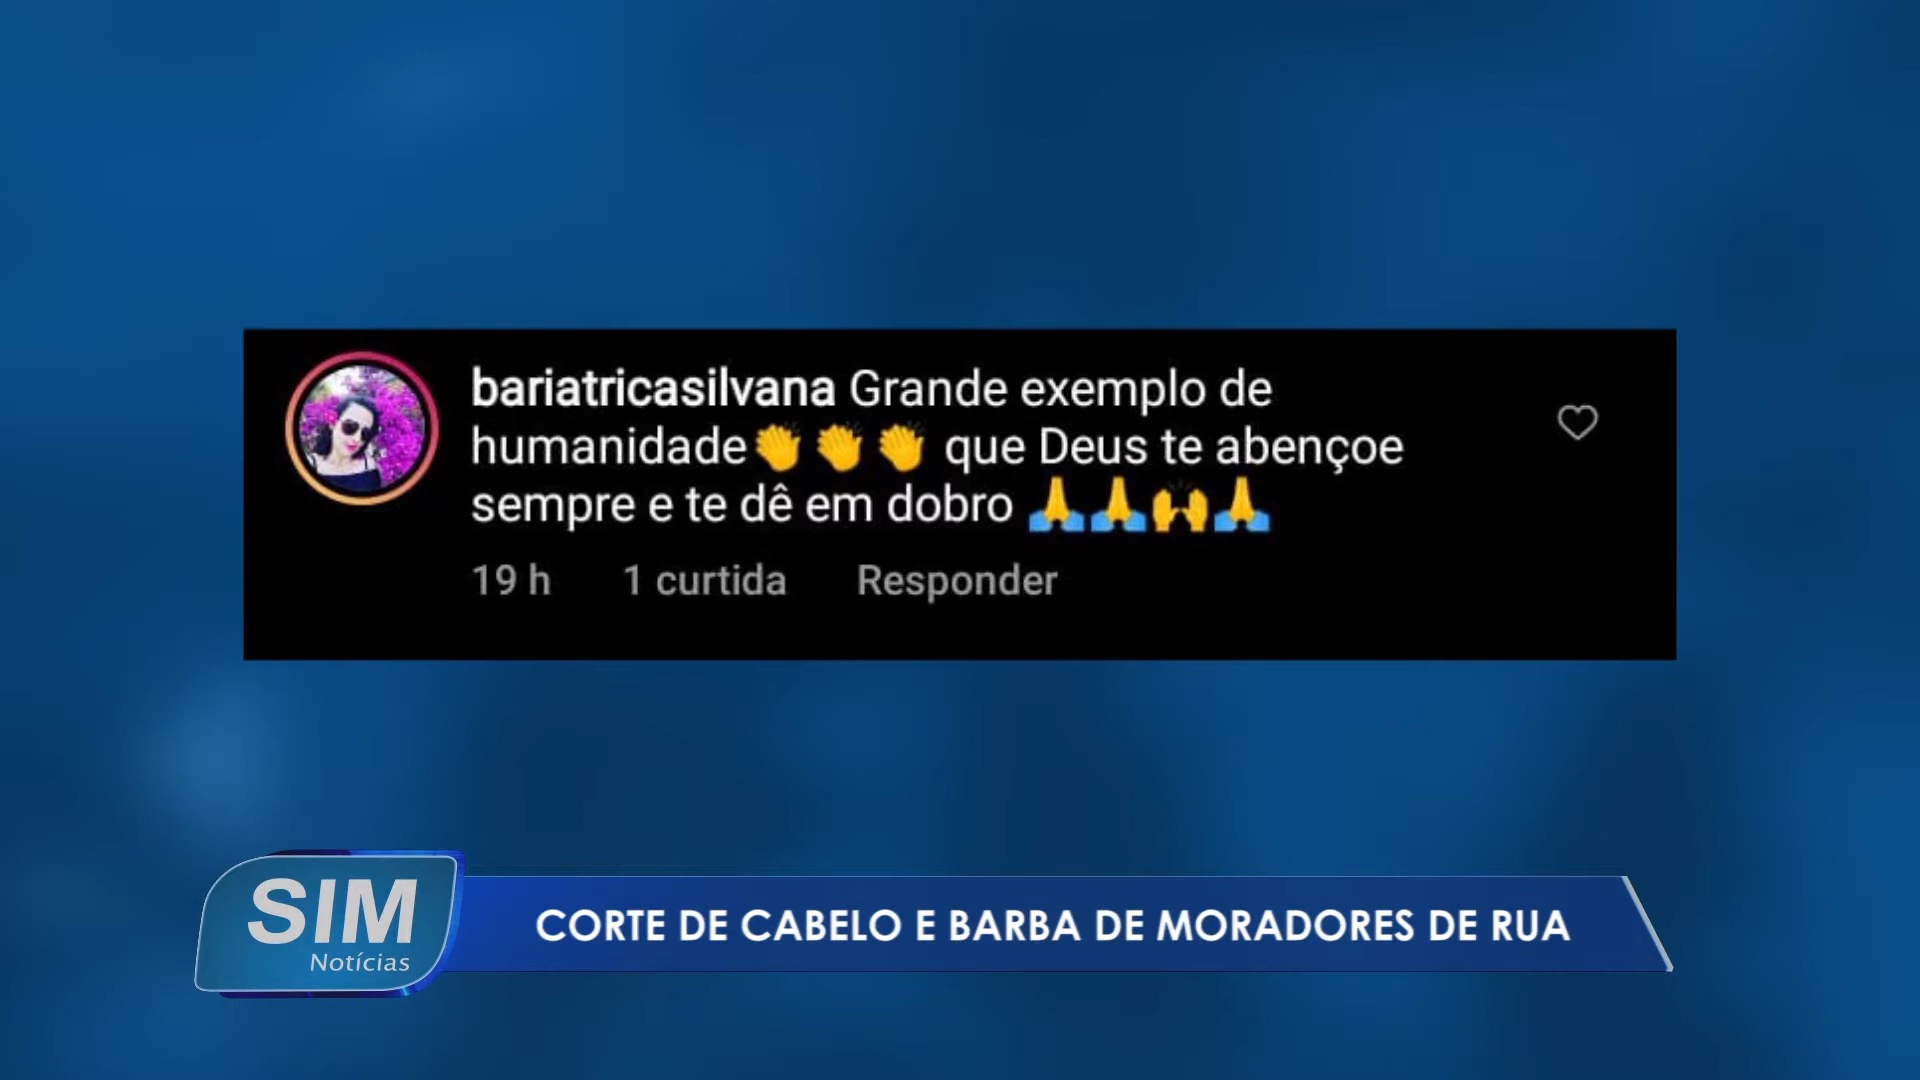 bariatricasilvana Grande exemplo de
humanidade👏👏👏 que Deus te abençoe
sempre e te dê em dobro 🙏🙏🙌🙏
19 h 1 curtida Responder
SIM
Notícias
CORTE DE CABELO E BARBA DE MORADORES DE RUA